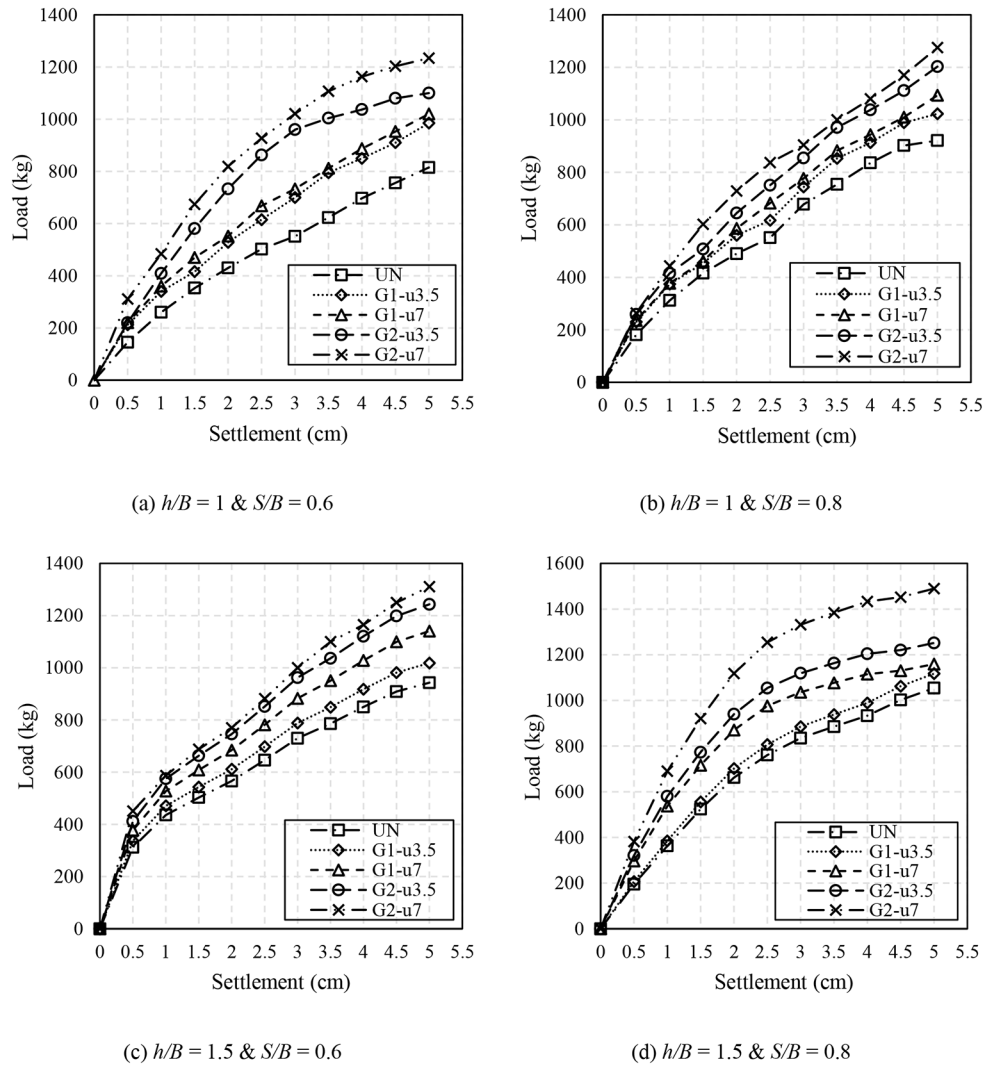 1400
1200
1000
800
600
400
200
0
Load (kg)
0 0.5 1 1.5 2 2.5 3 3.5 4 4.5 5 5.5
Settlement (cm)
UN
G1-u3.5
G1-u7
G2-u3.5
G2-u7
(a) h/B = 1 & S/B = 0.6
1400
1200
1000
800
600
400
200
0
Load (kg)
0 0.5 1 1.5 2 2.5 3 3.5 4 4.5 5 5.5
Settlement (cm)
UN
G1-u3.5
G1-u7
G2-u3.5
G2-u7
(b) h/B = 1 & S/B = 0.8
1400
1200
1000
800
600
400
200
0
Load (kg)
0 0.5 1 1.5 2 2.5 3 3.5 4 4.5 5 5.5
Settlement (cm)
UN
G1-u3.5
G1-u7
G2-u3.5
G2-u7
(c) h/B = 1.5 & S/B = 0.6
1600
1400
1200
1000
800
600
400
200
0
Load (kg)
0 0.5 1 1.5 2 2.5 3 3.5 4 4.5 5 5.5
Settlement (cm)
UN
G1-u3.5
G1-u7
G2-u3.5
G2-u7
(d) h/B = 1.5 & S/B = 0.8